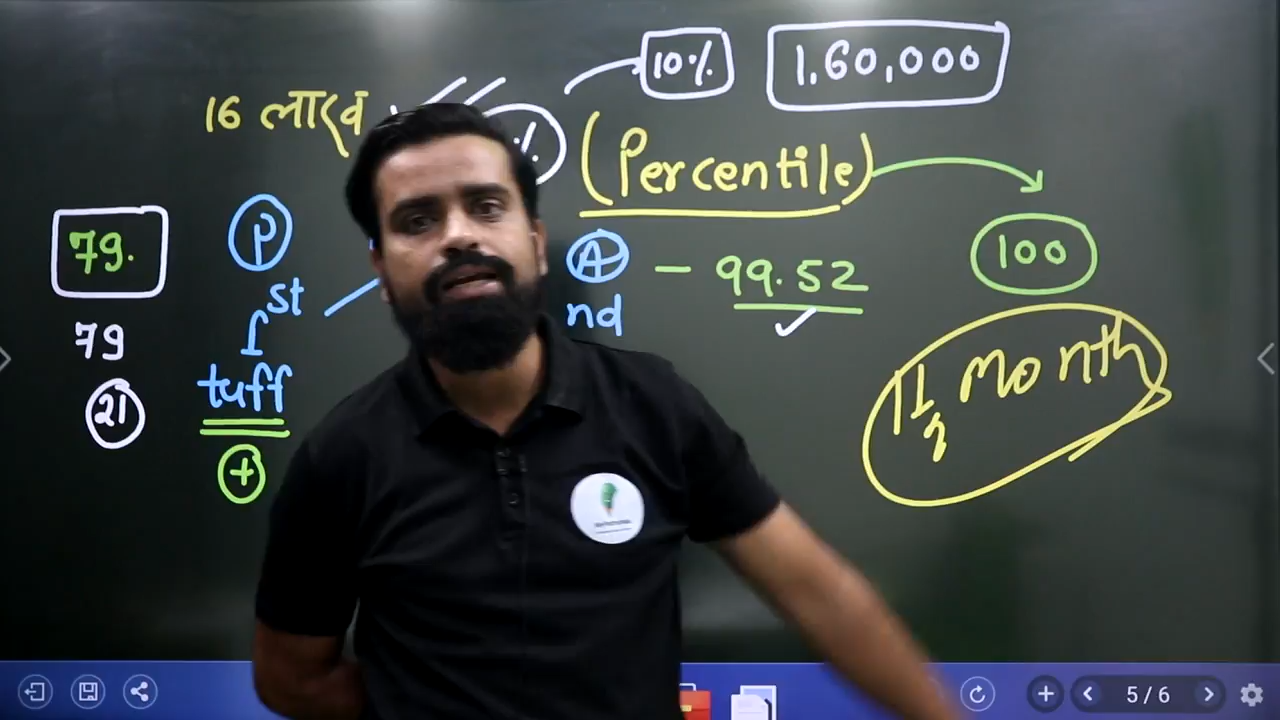 10%
1,60,000
16 लाख
%
(Percentile)
79.
P
A
- 99.52
100
st
nd
79
tuff
21
+
1 1/2 month
5 / 6